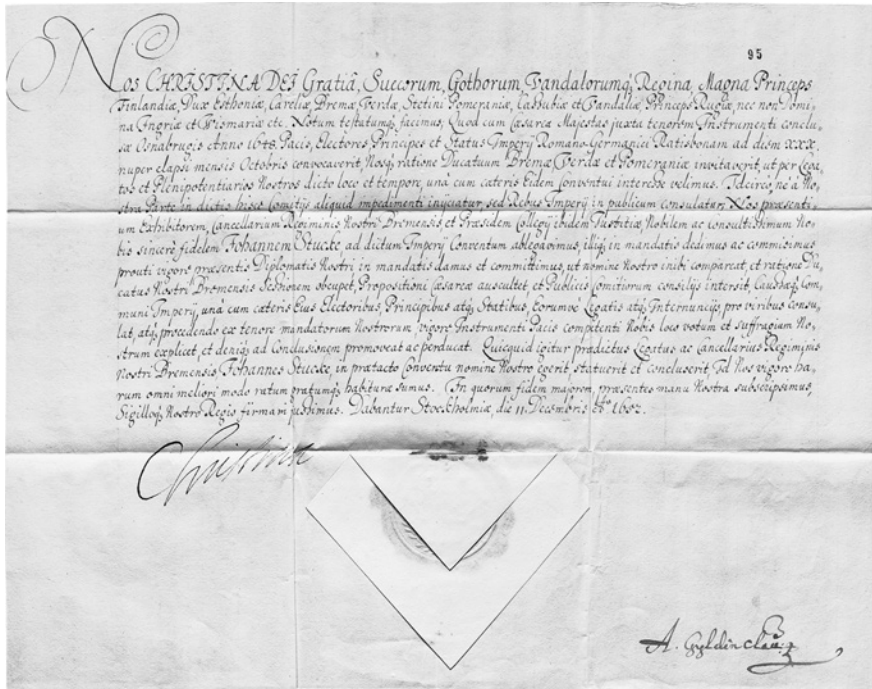 95
Nos CHRISTINA DEJ Gratiâ, Suecorum, Gothorum, Vandalorumq́; Regina, Magna Princeps
Finlandiæ, Dux Esthoniæ, Careliæ, Bremæ, Verdæ, Stetini Pomeraniæ, Cassubiæ et Vandaliæ, Princeps Rugiæ, nec non Domi-
na Ingriæ et Wismariæ etc. Notum testatumq́; facimus, Quod cum Cæsarea Majestas juxta tenorem Instrumenti conclu-
sæ Osnabrugis Anno 1648. Pacis, Electores Principes et Status Imperij Romano-Germanici Ratisbonam ad diem XXX.
nuper elapsi mensis Octobris convocaverit, Nosq́; ratione Ducatuum Bremæ Verdæ et Pomeraniæ invitaverit, ut per Lega-
tos et Plenipotentiarios Nostros dicto loco et tempore, una cum cæteris Eidem Conventui interesse velimus. Idcirco né à No-
stra Parte in dictis hisce Comitijs aliquid impedimenti injiciatur, sed Rebus Imperij in publicum consulatur; Nos præsenti-
um Exhibitorem, Cancellarium Regiminis Nostri Bremensis, et Præsidem Collegij ibidem Justitiæ, Nobilem ac consultissimum No-
bis sincerè fidelem Johannem Stucke ad dictum Imperij Conventum ablegavimus, illiq́; in mandatis dedimus ac commisimus
prouti vigore præsentis Diplomatis Nostri in mandatis damus et committimus, ut nomine Nostro inibi compareat, et ratione Du-
catus Nostri Bremensis Sessionem occupet, Propositioni Cæsareæ auscultet, et Publicis Comitiorum consilijs intersit, Causæq́; Com-
muni Imperij, unà cum cæteris Eius Electoribus, Principibus atq́; Statibus, Eorumvè Legatis atq́; Internuncijs, pro viribus consu-
lat, atq́; procedendo ex tenore mandatorum Nostrorum, vigore Instrumenti Pacis competenti Nobis loco votum et suffragium No-
strum explicet, et deniq́; ad Conclusionem promoveat ac perducat. Quicquid igitur prædictus Legatus ac Cancellarius Regiminis
Nostri Bremensis Johannes Stucke, in prætacto Conventu nomine Nostro egerit, statuerit et concluserit, Id Nos vigore ha-
rum omni meliori modo ratum gratumq́; habituræ sumus. In quorum fidem majorem, præsentes manu Nostra subscripsimus,
Sigilloq́; Nostro Regio firmari jussimus. Dabantur Stockholmiæ, die 11. Decembris 1652.
Christina
A. Gyldenclou